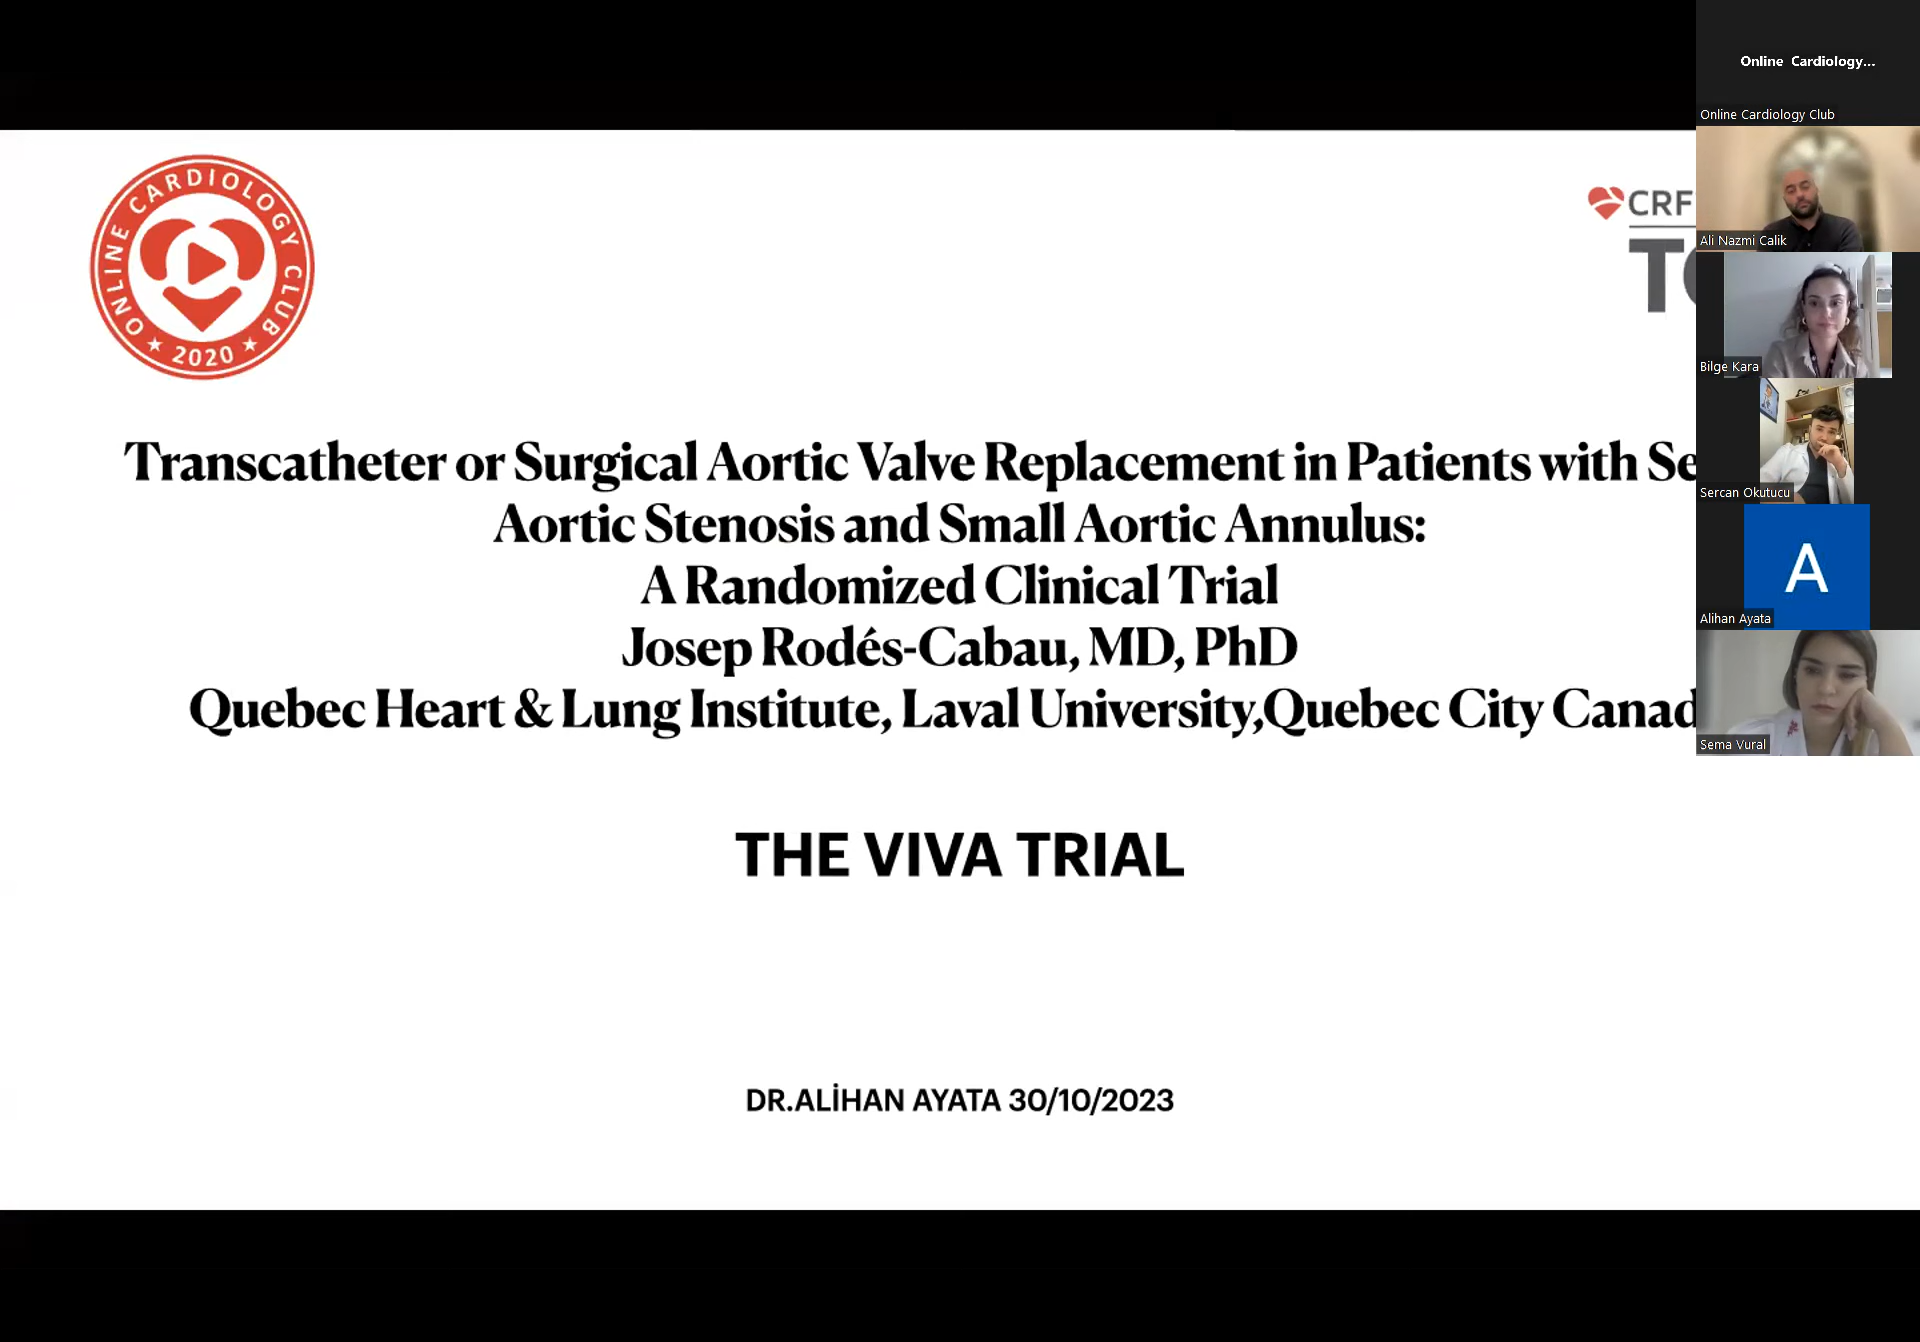 ONLINE CARDIOLOGY CLUB
2020
CRF
Transcatheter or Surgical Aortic Valve Replacement in Patients with Se
Aortic Stenosis and Small Aortic Annulus:
A Randomized Clinical Trial
Josep Rodés-Cabau, MD, PhD
Quebec Heart & Lung Institute, Laval University,Quebec City Canad
THE VIVA TRIAL
DR.ALİHAN AYATA 30/10/2023
Online Cardiology...
Online Cardiology Club
Ali Nazmi Calik
Bilge Kara
Sercan Okutucu
A
Alihan Ayata
Sema Vural